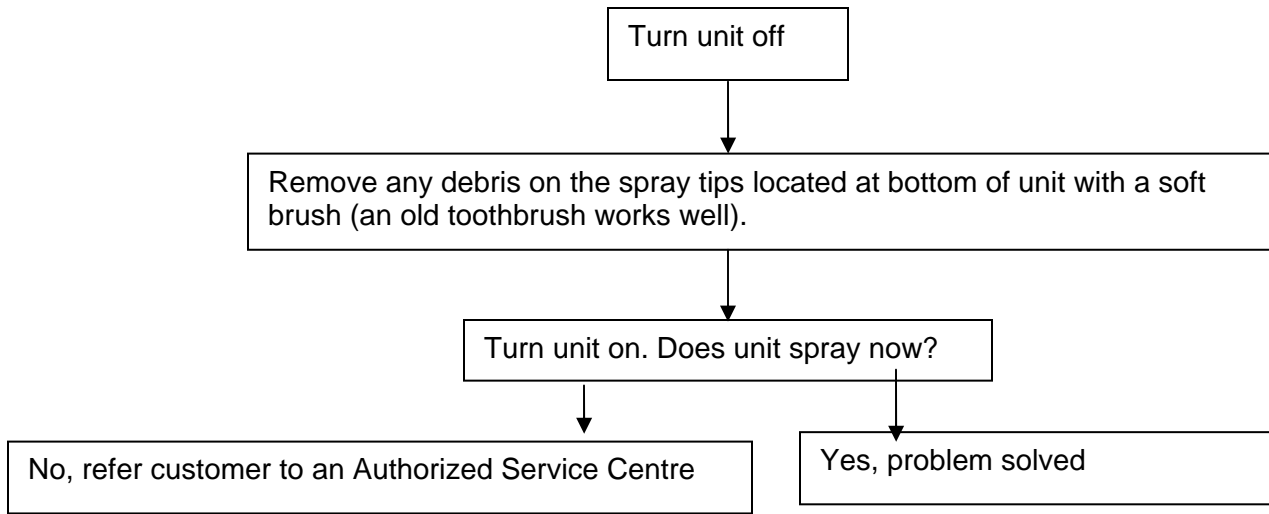 Turn unit off
Remove any debris on the spray tips located at bottom of unit with a soft
brush (an old toothbrush works well).
Turn unit on. Does unit spray now?
No, refer customer to an Authorized Service Centre
Yes, problem solved